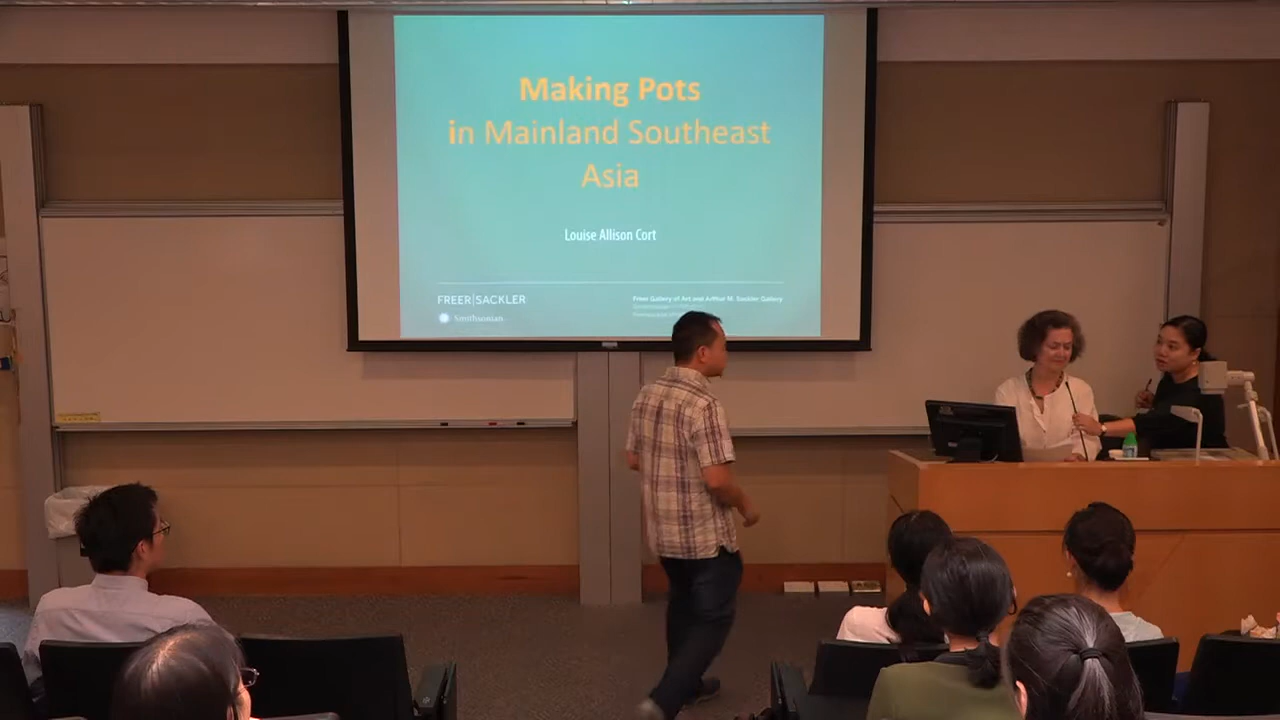 Making Pots
in Mainland Southeast
Asia
Louise Allison Cort
FREER|SACKLER
Smithsonian
Freer Gallery of Art and Arthur M. Sackler Gallery